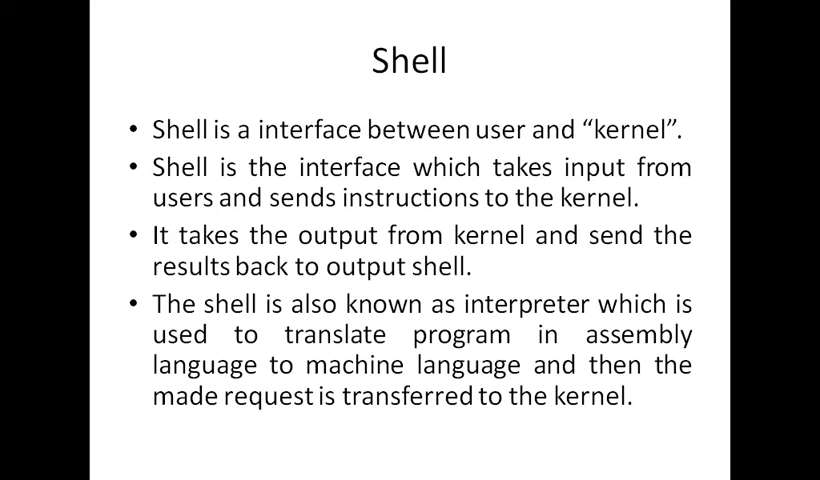 Shell
• Shell is a interface between user and “kernel”.
• Shell is the interface which takes input from
users and sends instructions to the kernel.
• It takes the output from kernel and send the
results back to output shell.
• The shell is also known as interpreter which is
used to translate program in assembly
language to machine language and then the
made request is transferred to the kernel.